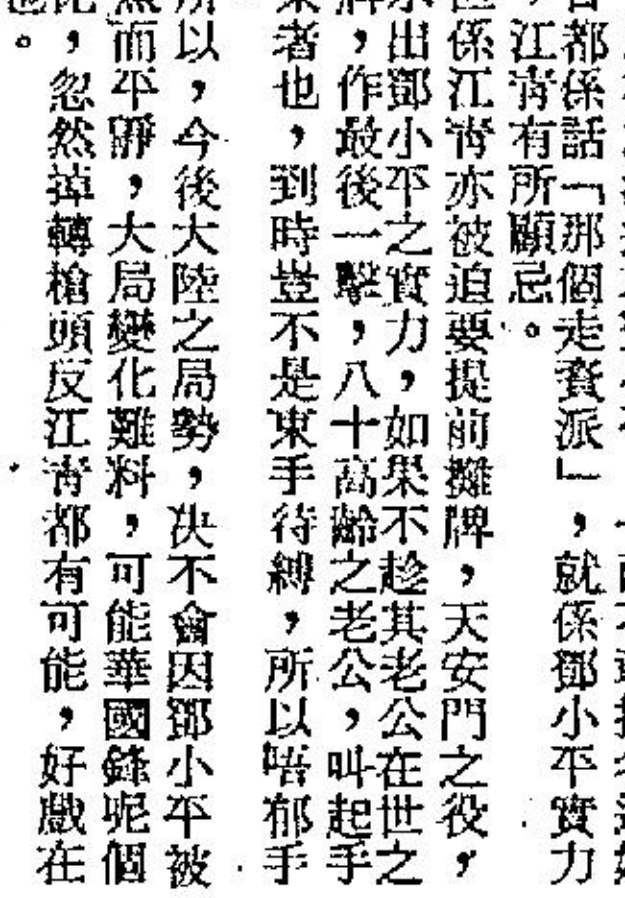 都係話「那個走資派」,就係鄧小平實力
,江青有所顧忌。
係江青亦被迫要提前攤牌,天安門之役,
出鄧小平之實力,如果不趁其老公在世之
,作最後一擊,八十高齡之老公,叫起手
者也,到時豈不是東手待縛,所以唔郁手
所以,今後大陸之局勢,决不會因鄧小平被
而平靜,大局變化難料,可能華國鋒呢個
,忽然掉轉槍頭反江青都有可能,好戲在
也。